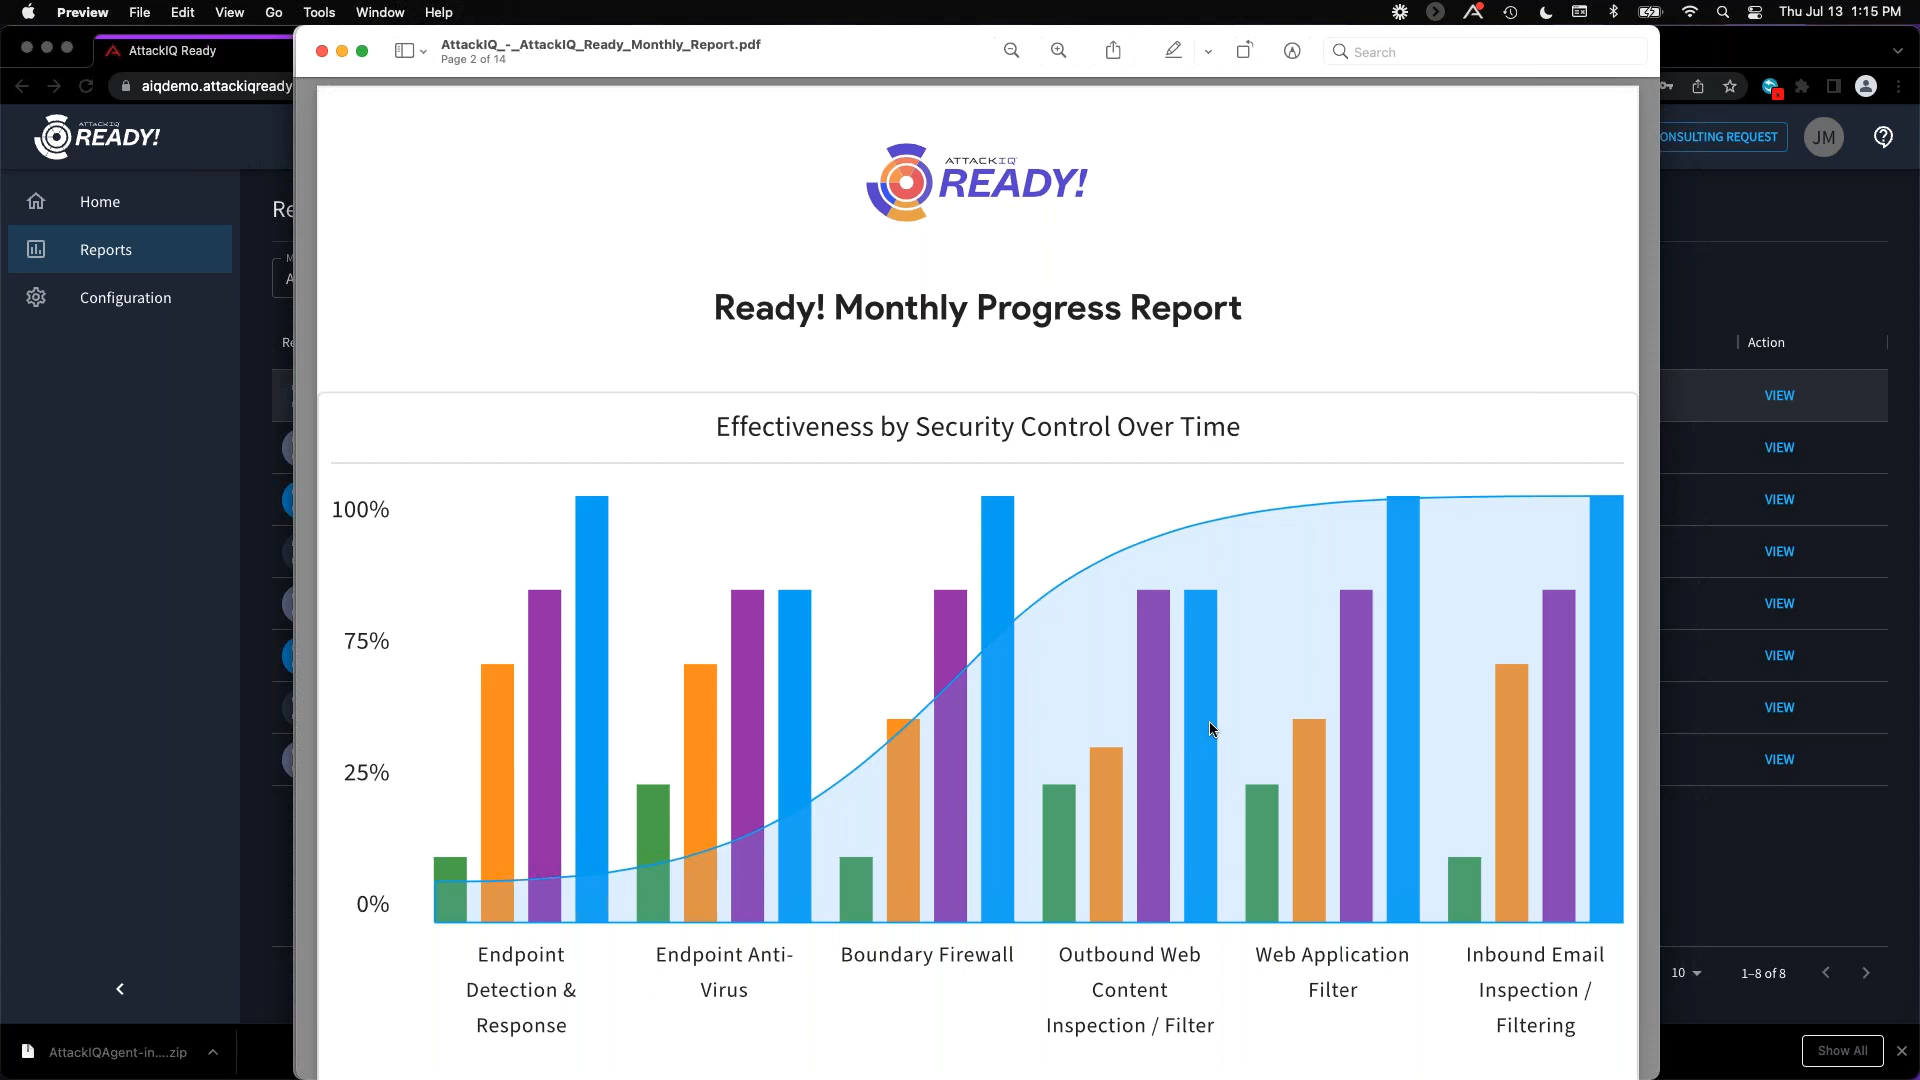 Preview File Edit View Go Tools Window Help
Thu Jul 13 1:15 PM
AttackIQ Ready
AttackIQ_-_AttackIQ_Ready_Monthly_Report.pdf
Page 2 of 14
Search
aiqdemo.attackiqready
ATTACKIQ
READY!
ONSULTING REQUEST
JM
Home
Reports
Configuration
Re
M
A
Re
Action
VIEW
VIEW
VIEW
VIEW
VIEW
VIEW
VIEW
VIEW
10
1–8 of 8
ATTACKIQ
READY!
Ready! Monthly Progress Report
Effectiveness by Security Control Over Time
100%
75%
25%
0%
Endpoint
Detection &
Response
Endpoint Anti-
Virus
Boundary Firewall
Outbound Web
Content
Inspection / Filter
Web Application
Filter
Inbound Email
Inspection /
Filtering
AttackIQAgent-in....zip
Show All